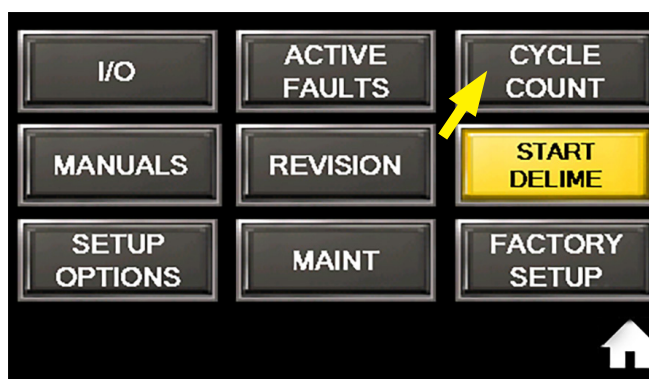 I/O
ACTIVE
FAULTS
CYCLE
COUNT
MANUALS
REVISION
START
DELIME
SETUP
OPTIONS
MAINT
FACTORY
SETUP